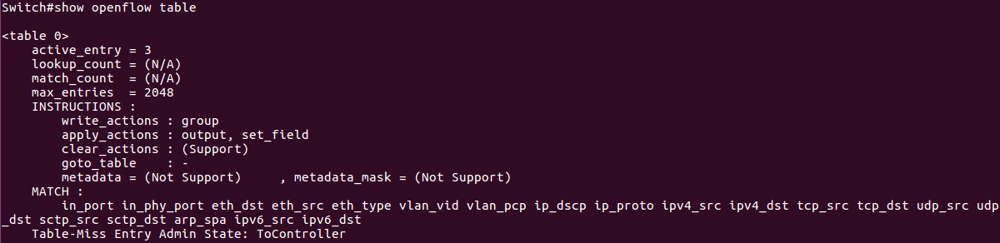 Switch#show openflow table
<table 0>
active_entry = 3
lookup_count = (N/A)
match_count  = (N/A)
max_entries  = 2048
INSTRUCTIONS :
write_actions : group
apply_actions : output, set_field
clear_actions : (Support)
goto_table    : -
metadata = (Not Support)     , metadata_mask = (Not Support)
MATCH :
in_port in_phy_port eth_dst eth_src eth_type vlan_vid vlan_pcp ip_dscp ip_proto ipv4_src ipv4_dst tcp_src tcp_dst udp_src udp
_dst sctp_src sctp_dst arp_spa ipv6_src ipv6_dst
Table-Miss Entry Admin State: ToController